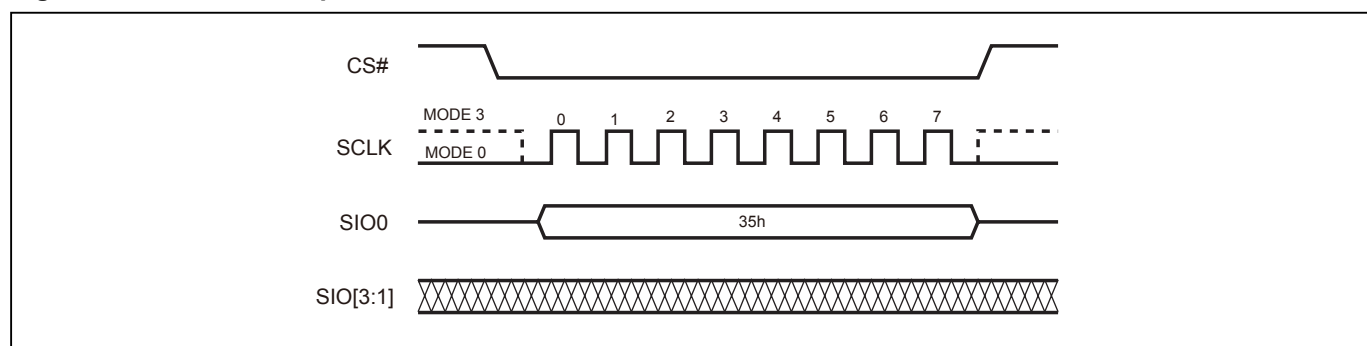 CS#
MODE 3
0 1 2 3 4 5 6 7
SCLK
MODE 0
SIO0
35h
SIO[3:1]